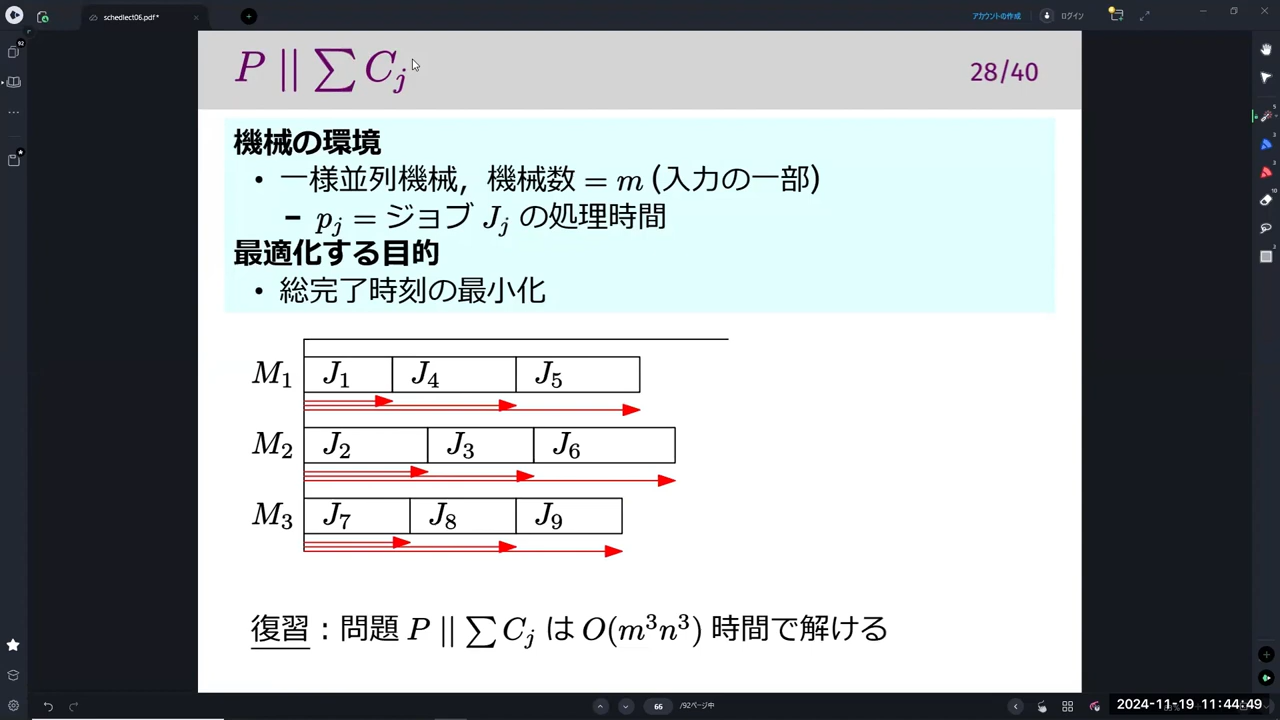 schedlect06.pdf*
アカウントの作成
ログイン
92
P || ∑ C_j
28/40
機械の環境
• 一様並列機械，機械数 = m (入力の一部)
– p_j = ジョブ J_j の処理時間
最適化する目的
• 総完了時刻の最小化
M_1 J_1 J_4 J_5
M_2 J_2 J_3 J_6
M_3 J_7 J_8 J_9
復習：問題 P || ∑ C_j は O(m^3n^3) 時間で解ける
66 /92ページ中
2024-11-19 11:44:49